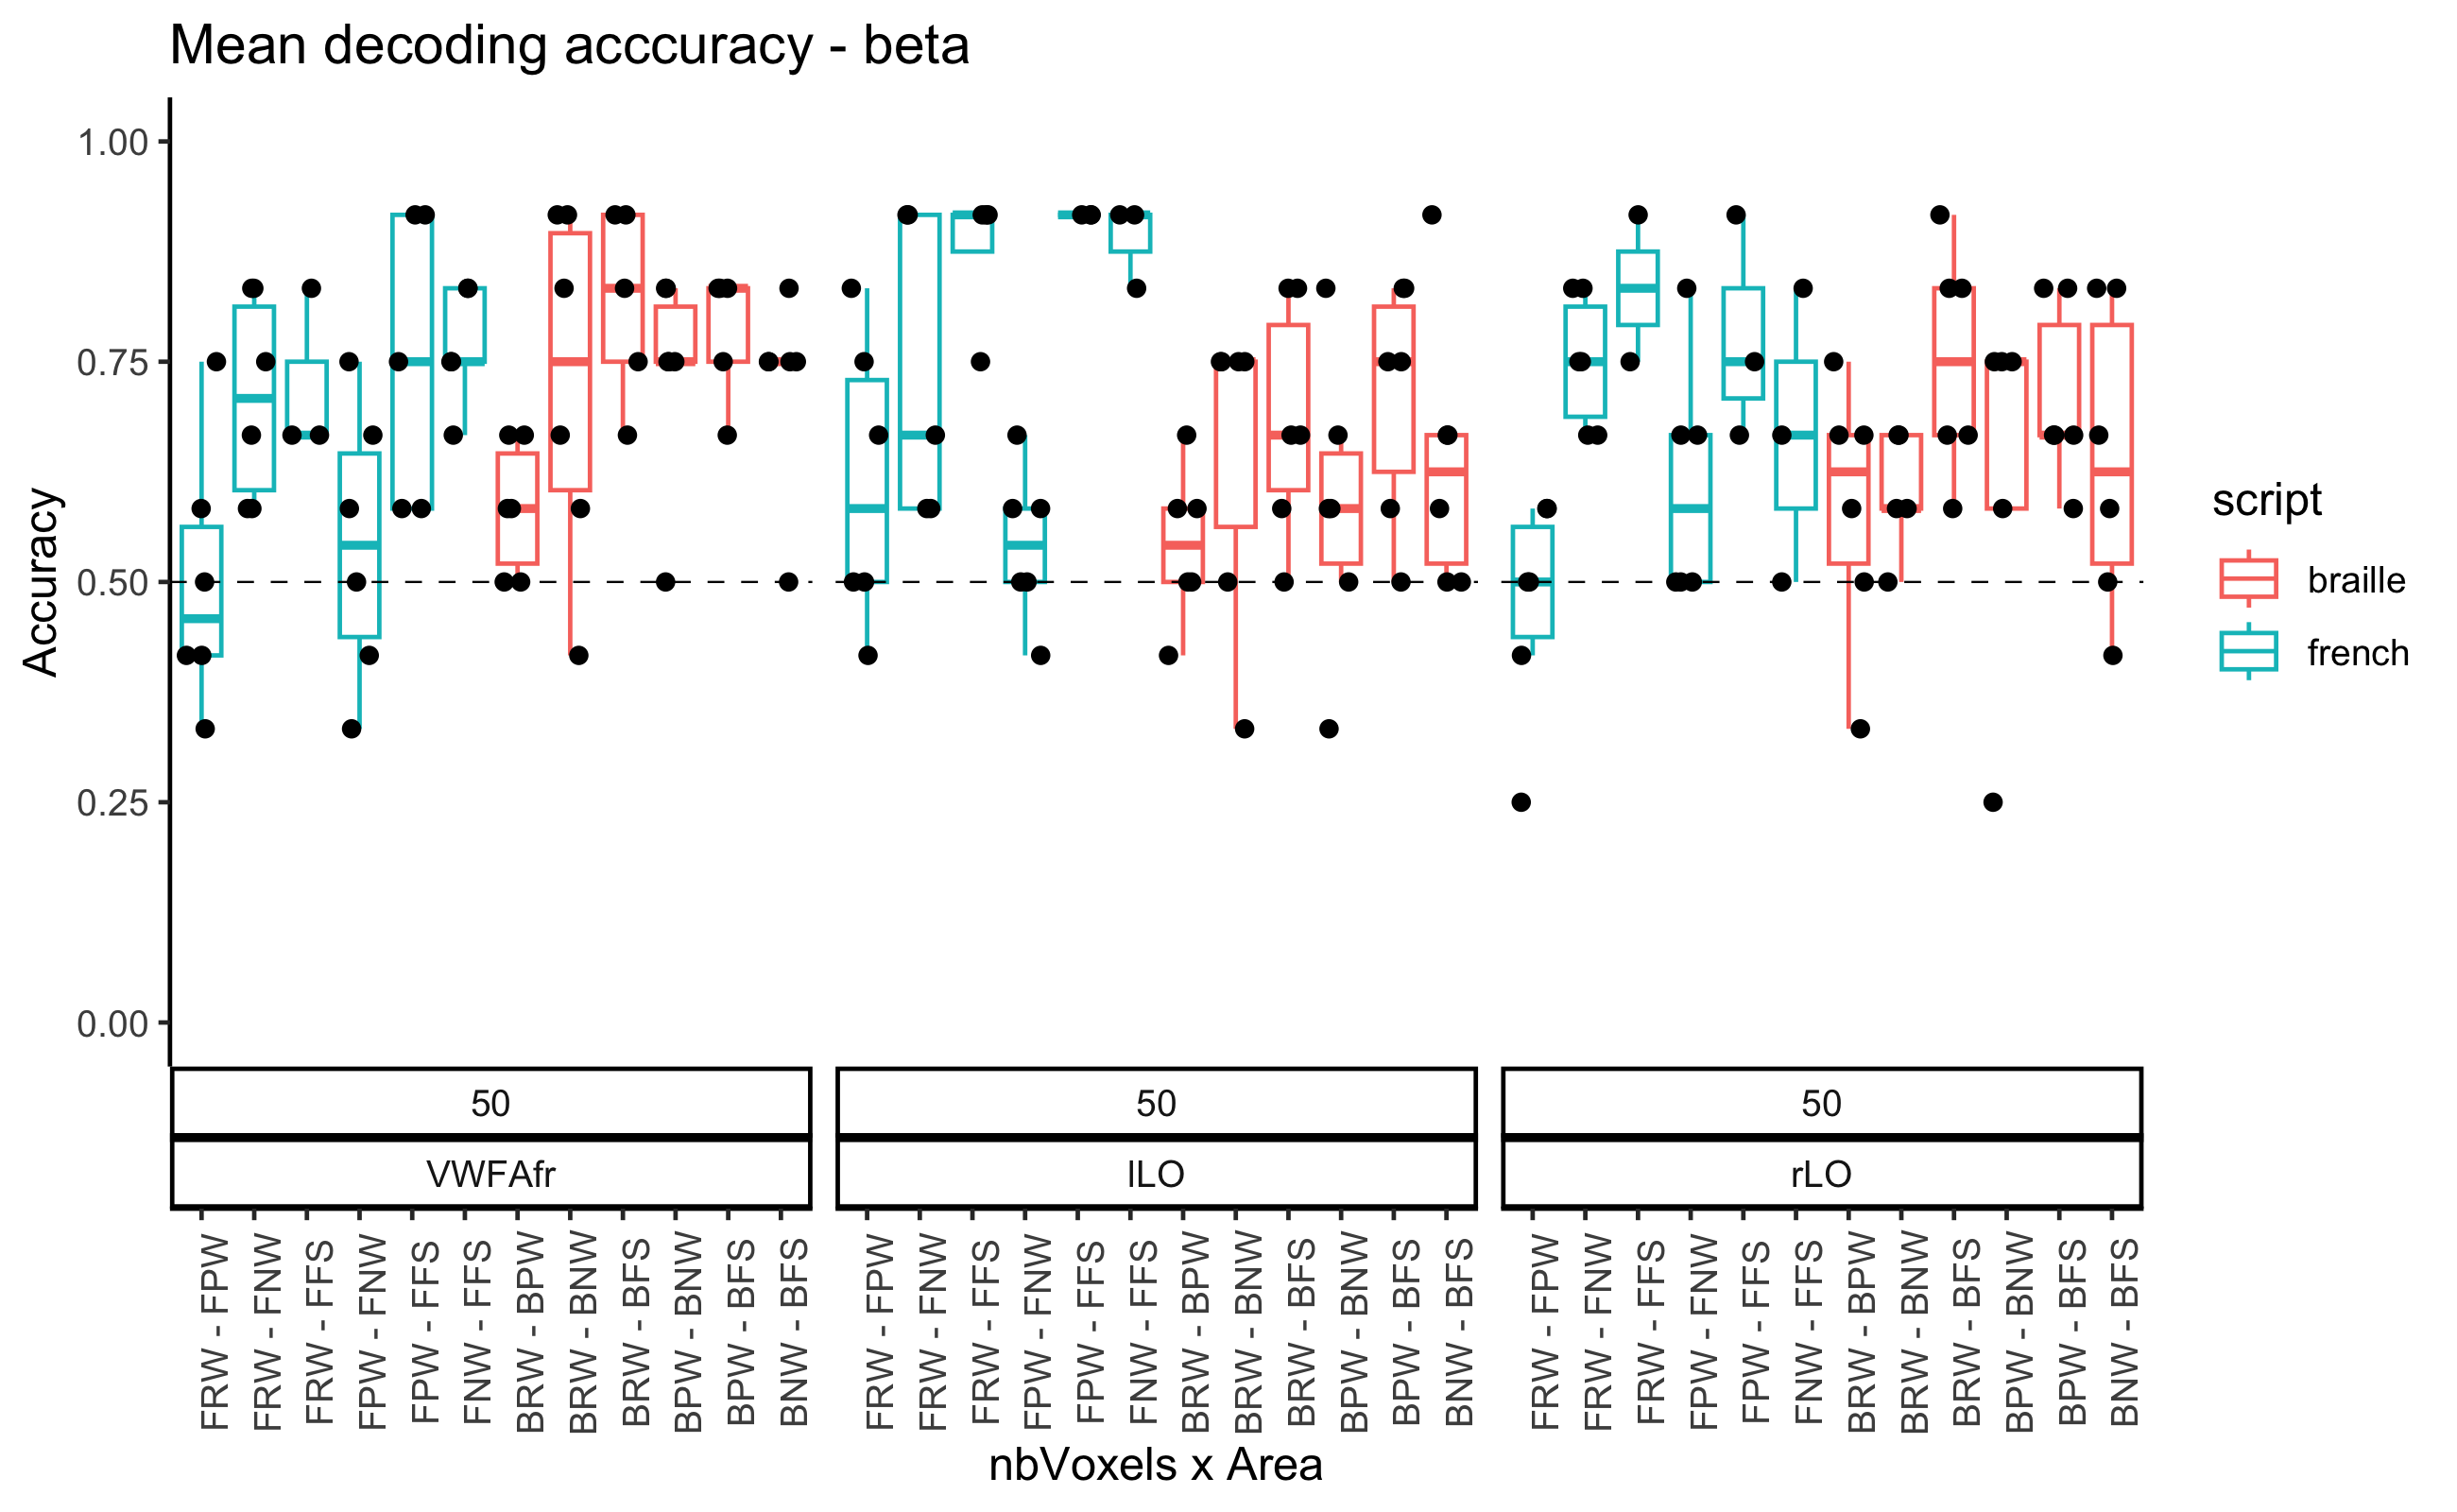 Mean decoding acccuracy - beta
Accuracy
1.00
0.75
0.50
0.25
0.00
50
50
50
VWFAfr
lLO
rLO
FRW - FPW
FRW - FNW
FRW - FFS
FPW - FNW
FPW - FFS
FNW - FFS
BRW - BPW
BRW - BNW
BRW - BFS
BPW - BNW
BPW - BFS
BNW - BFS
FRW - FPW
FRW - FNW
FRW - FFS
FPW - FNW
FPW - FFS
FNW - FFS
BRW - BPW
BRW - BNW
BRW - BFS
BPW - BNW
BPW - BFS
BNW - BFS
FRW - FPW
FRW - FNW
FRW - FFS
FPW - FNW
FPW - FFS
FNW - FFS
BRW - BPW
BRW - BNW
BRW - BFS
BPW - BNW
BPW - BFS
BNW - BFS
nbVoxels x Area
script
braille
french